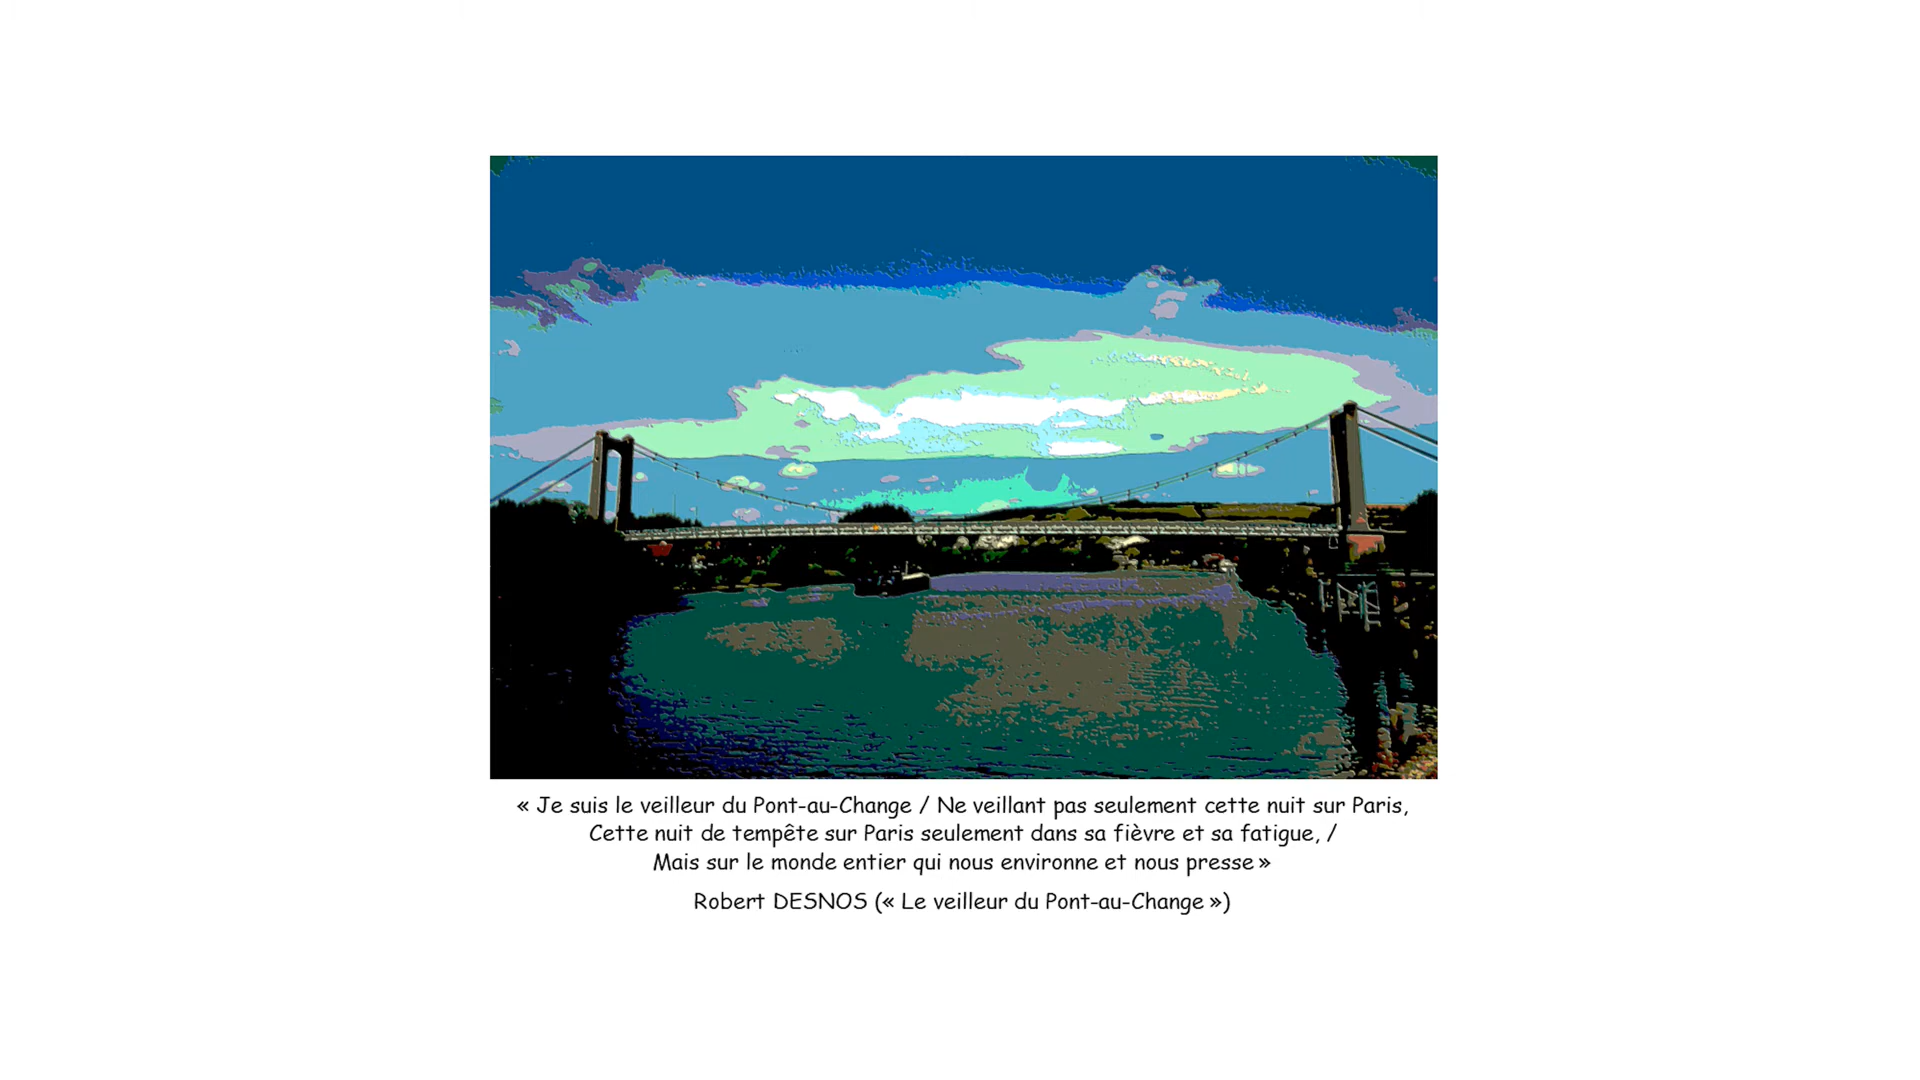 « Je suis le veilleur du Pont-au-Change / Ne veillant pas seulement cette nuit sur Paris,
Cette nuit de tempête sur Paris seulement dans sa fièvre et sa fatigue, /
Mais sur le monde entier qui nous environne et nous presse »
Robert DESNOS (« Le veilleur du Pont-au-Change »)